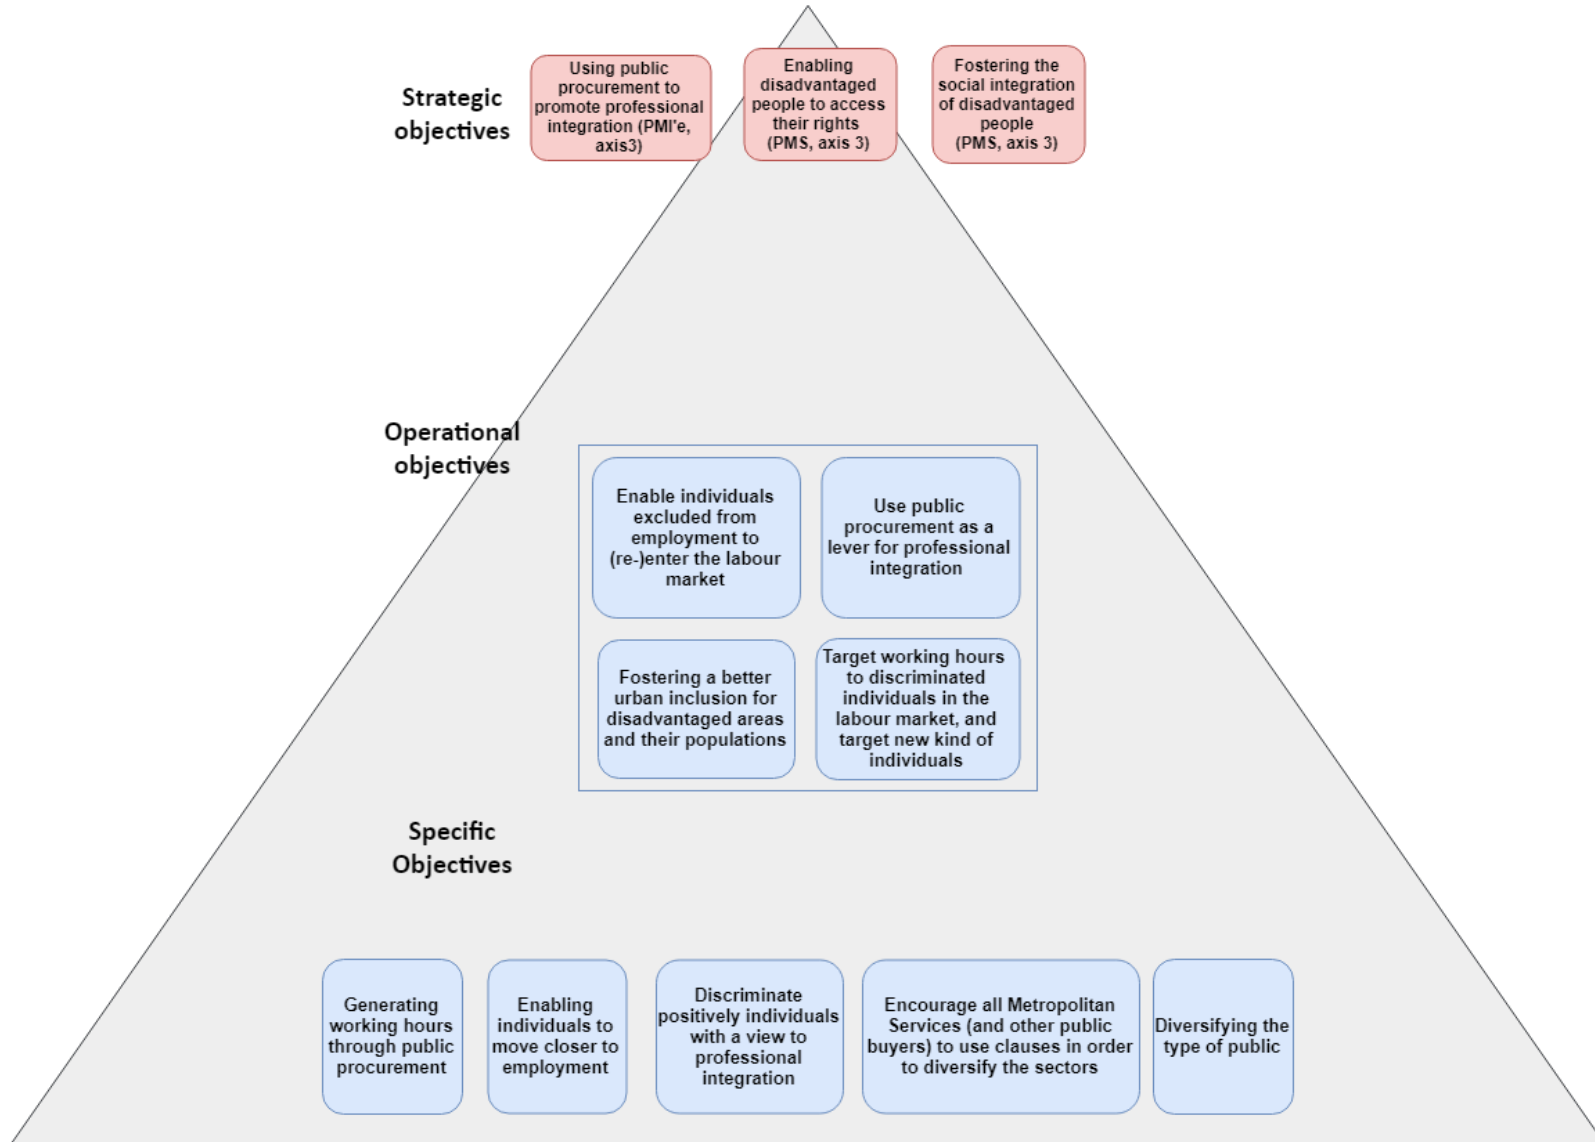 Strategic
objectives
Using public
procurement to
promote professional
integration (PMI'e,
axis3)
Enabling
disadvantaged
people to access
their rights
(PMS, axis 3)
Fostering the
social integration
of disadvantaged
people
(PMS, axis 3)
Operational
objectives
Enable individuals
excluded from
employment to
(re-)enter the labour
market
Use public
procurement as a
lever for professional
integration
Fostering a better
urban inclusion for
disadvantaged areas
and their populations
Target working hours
to discriminated
individuals in the
labour market, and
target new kind of
individuals
Specific
Objectives
Generating
working hours
through public
procurement
Enabling
individuals to
move closer to
employment
Discriminate
positively individuals
with a view to
professional
integration
Encourage all Metropolitan
Services (and other public
buyers) to use clauses in order
to diversify the sectors
Diversifying the
type of public